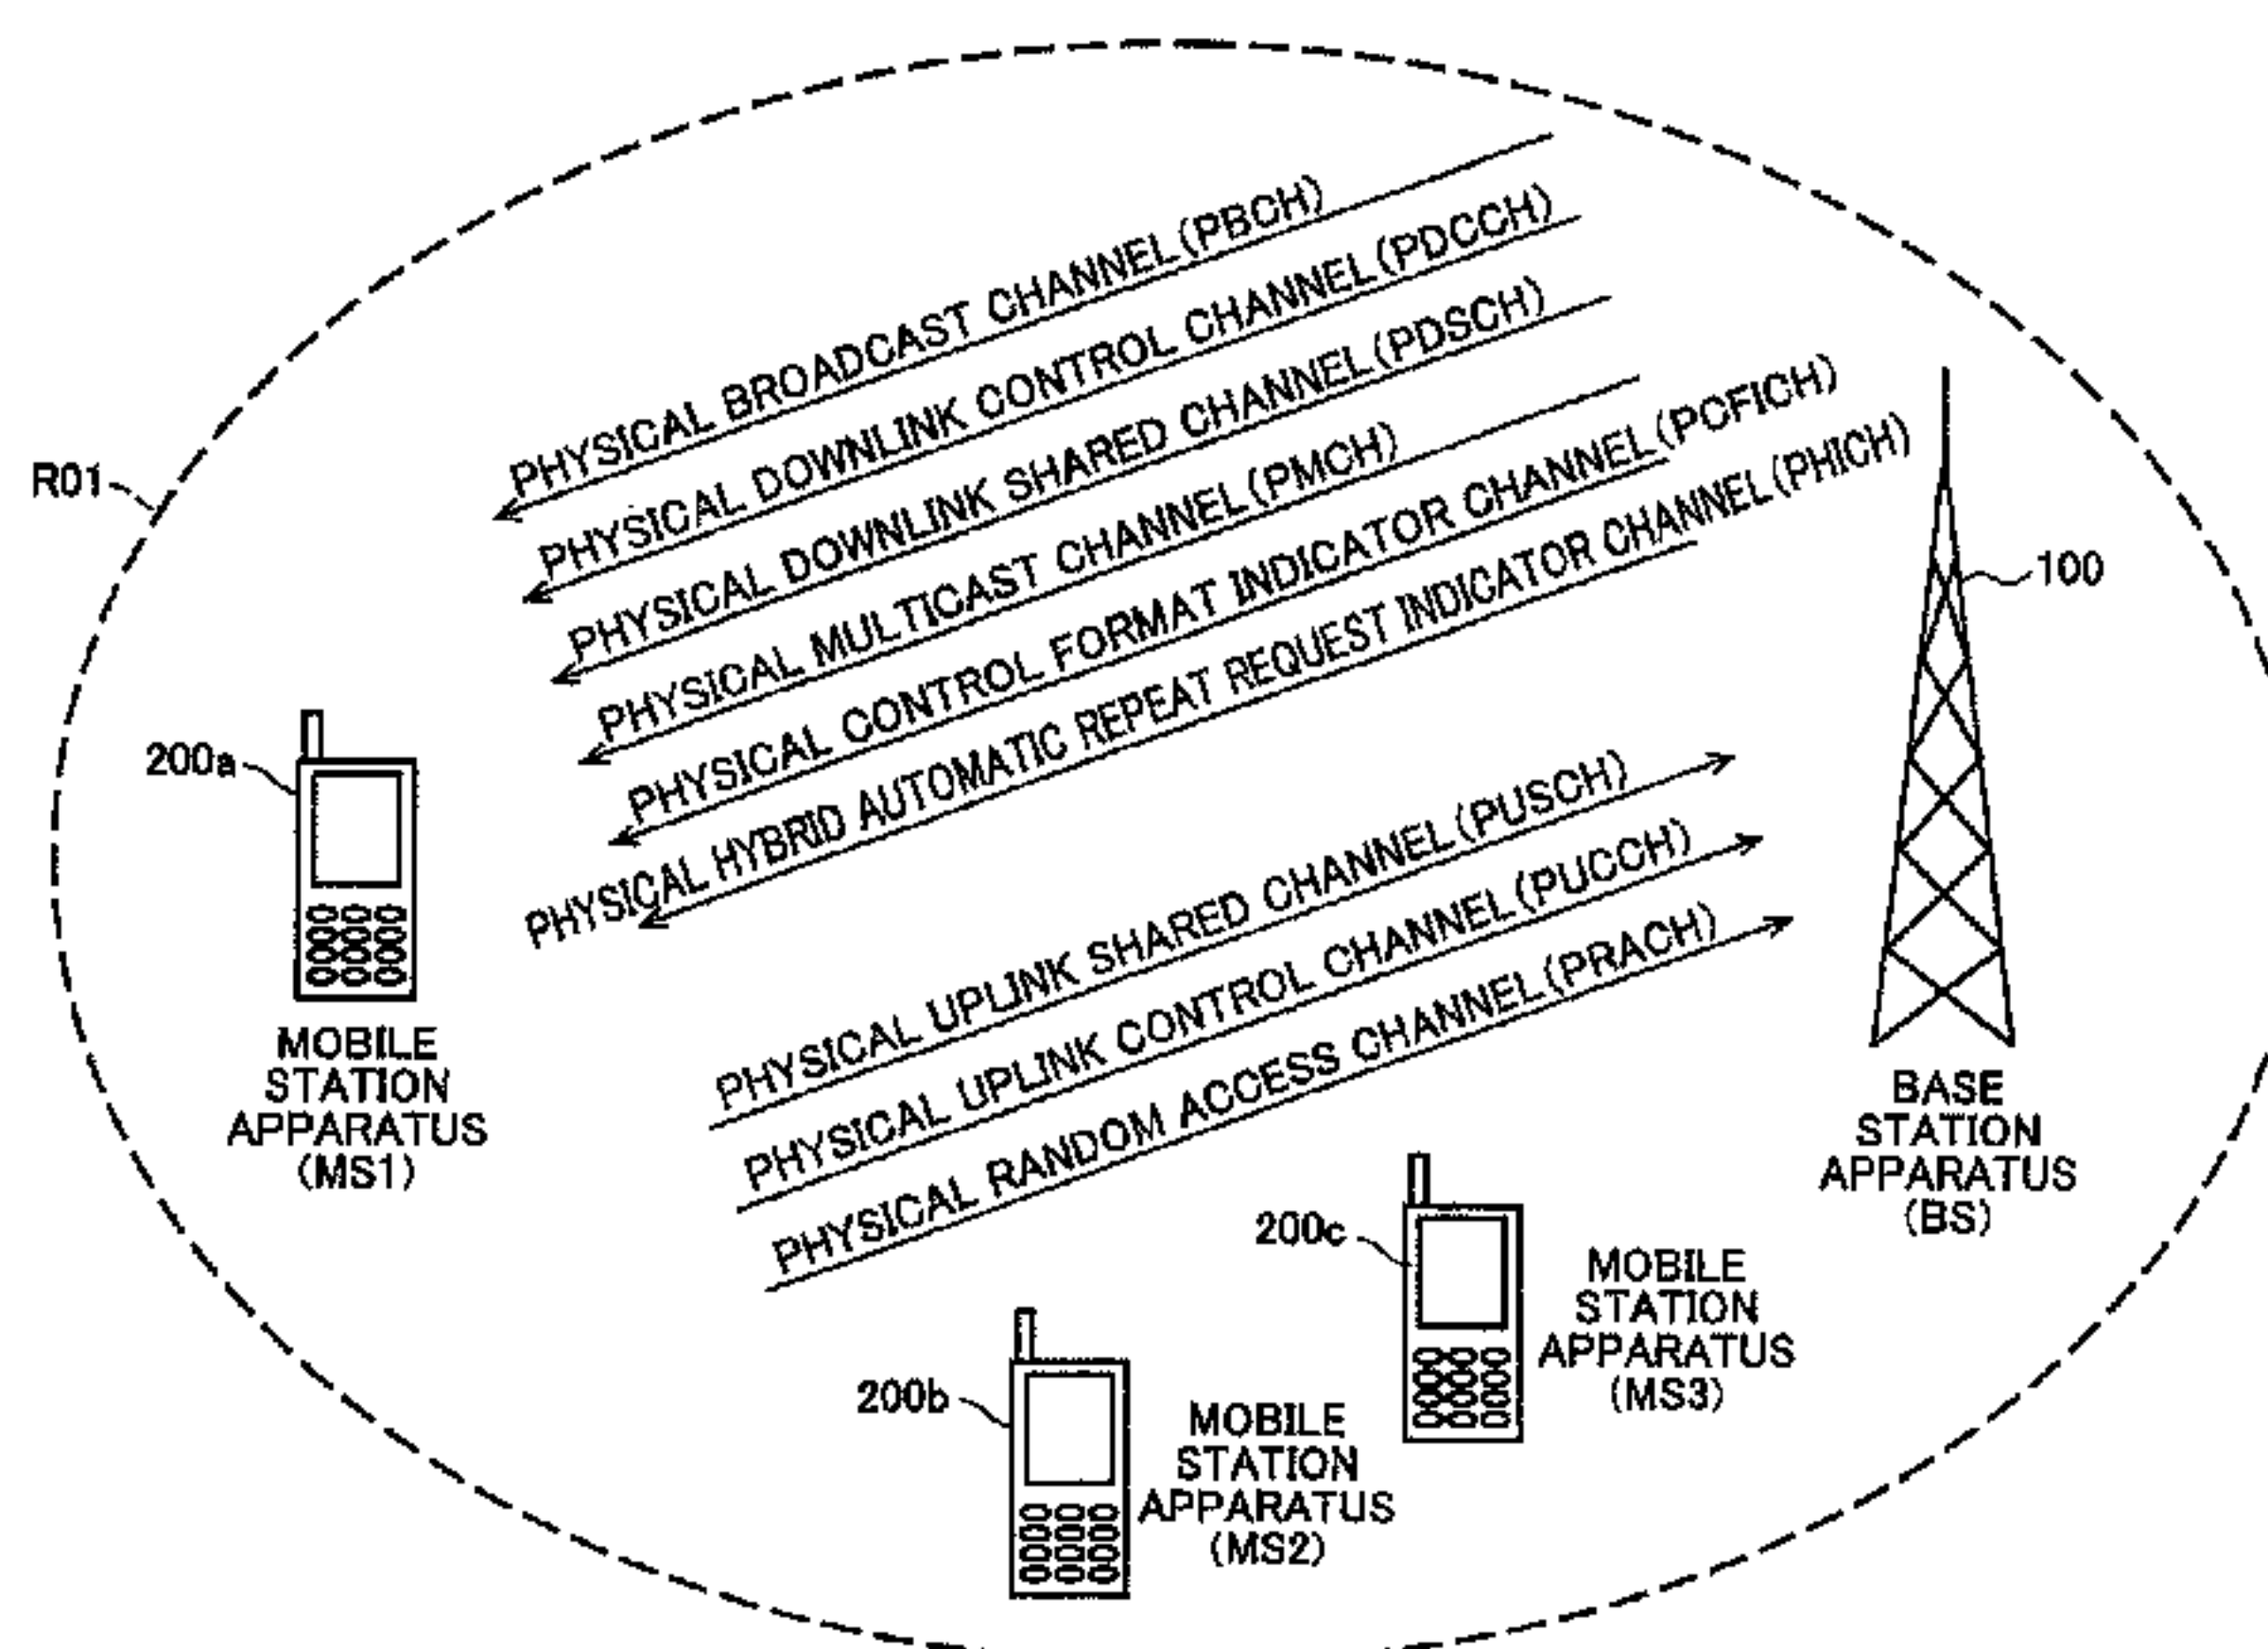 PHYSICAL BROADCAST CHANNEL(PBCH)
PHYSICAL DOWNLINK CONTROL CHANNEL(PDCCH)
PHYSICAL DOWNLINK SHARED CHANNEL(PDSCH)
PHYSICAL MULTICAST CHANNEL(PMCH)
PHYSICAL CONTROL FORMAT INDICATOR CHANNEL(PCFICH)
PHYSICAL HYBRID AUTOMATIC REPEAT REQUEST INDICATOR CHANNEL(PHICH)
R01
100
200a
MOBILE
STATION
APPARATUS
(MS1)
PHYSICAL UPLINK SHARED CHANNEL(PUSCH)
PHYSICAL UPLINK CONTROL CHANNEL(PUCCH)
PHYSICAL RANDOM ACCESS CHANNEL(PRACH)
BASE
STATION
APPARATUS
(BS)
200c
MOBILE
STATION
APPARATUS
(MS3)
200b
MOBILE
STATION
APPARATUS
(MS2)